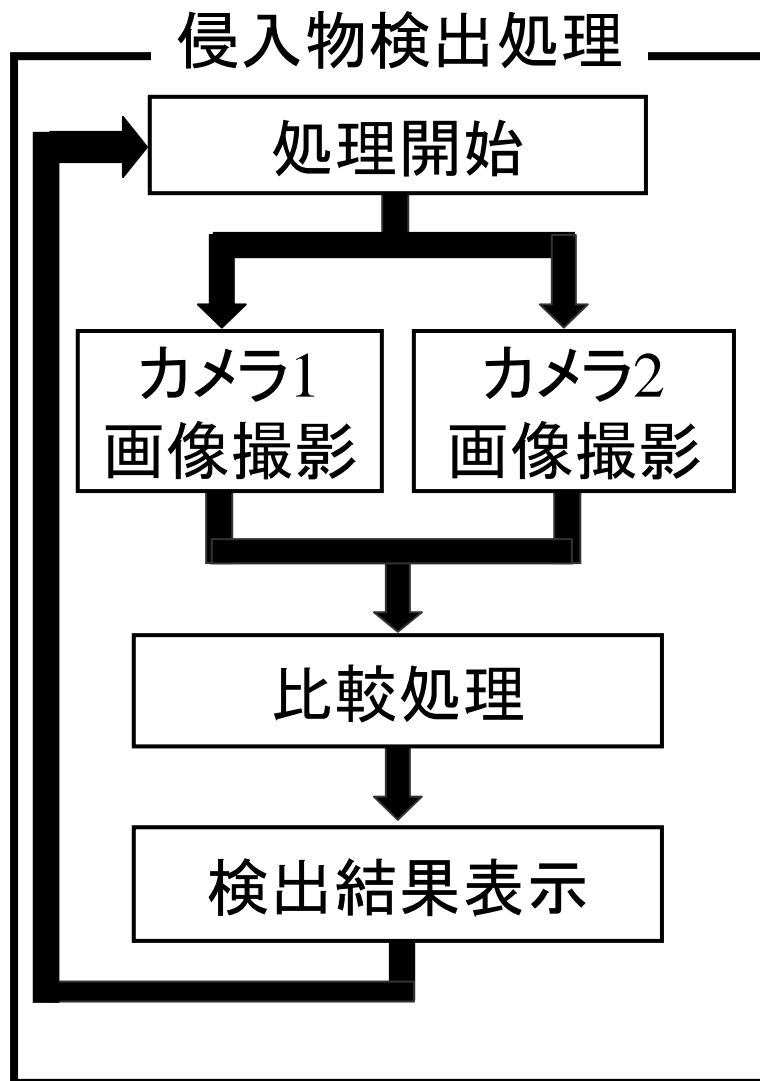 侵入物検出処理
処理開始
カメラ1
画像撮影
カメラ2
画像撮影
比較処理
検出結果表示